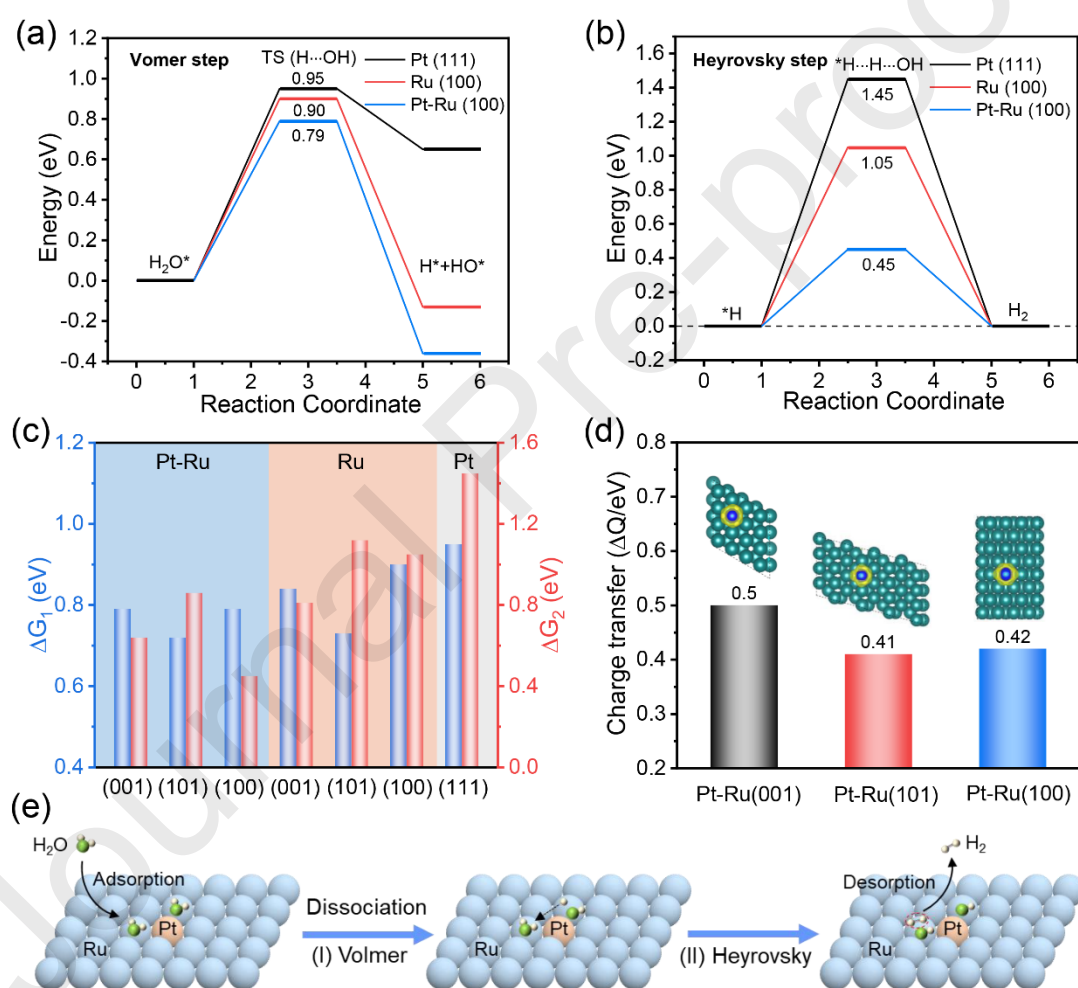 (a)
Vomer step
TS (H···OH)
Pt (111)
Ru (100)
Pt-Ru (100)
0.95
0.90
0.79
H₂O*
H*+HO*
Energy (eV)
1.0
0.8
0.6
0.4
0.2
0.0
-0.2
-0.4
0 1 2 3 4 5 6
Reaction Coordinate
(b)
Heyrovsky step
*H···H···OH
Pt (111)
Ru (100)
Pt-Ru (100)
1.45
1.05
0.45
*H
H₂
Energy (eV)
1.6
1.4
1.2
1.0
0.8
0.6
0.4
0.2
0.0
-0.2
0 1 2 3 4 5 6
Reaction Coordinate
(c)
Pt-Ru
Ru
Pt
ΔG₁ (eV)
1.2
1.0
0.8
0.6
0.4
ΔG₂ (eV)
1.6
1.2
0.8
0.4
0.0
(001) (101) (100) (001) (101) (100) (111)
(d)
Charge transfer (ΔQ/eV)
0.8
0.7
0.6
0.5
0.4
0.3
0.2
0.5
0.41
0.42
Pt-Ru(001) Pt-Ru(101) Pt-Ru(100)
(e)
H₂O
Adsorption
Pt
Ru
Dissociation
(I) Volmer
Pt
Ru
(II) Heyrovsky
H₂
Desorption
Pt
Ru
Journal Pre-proo